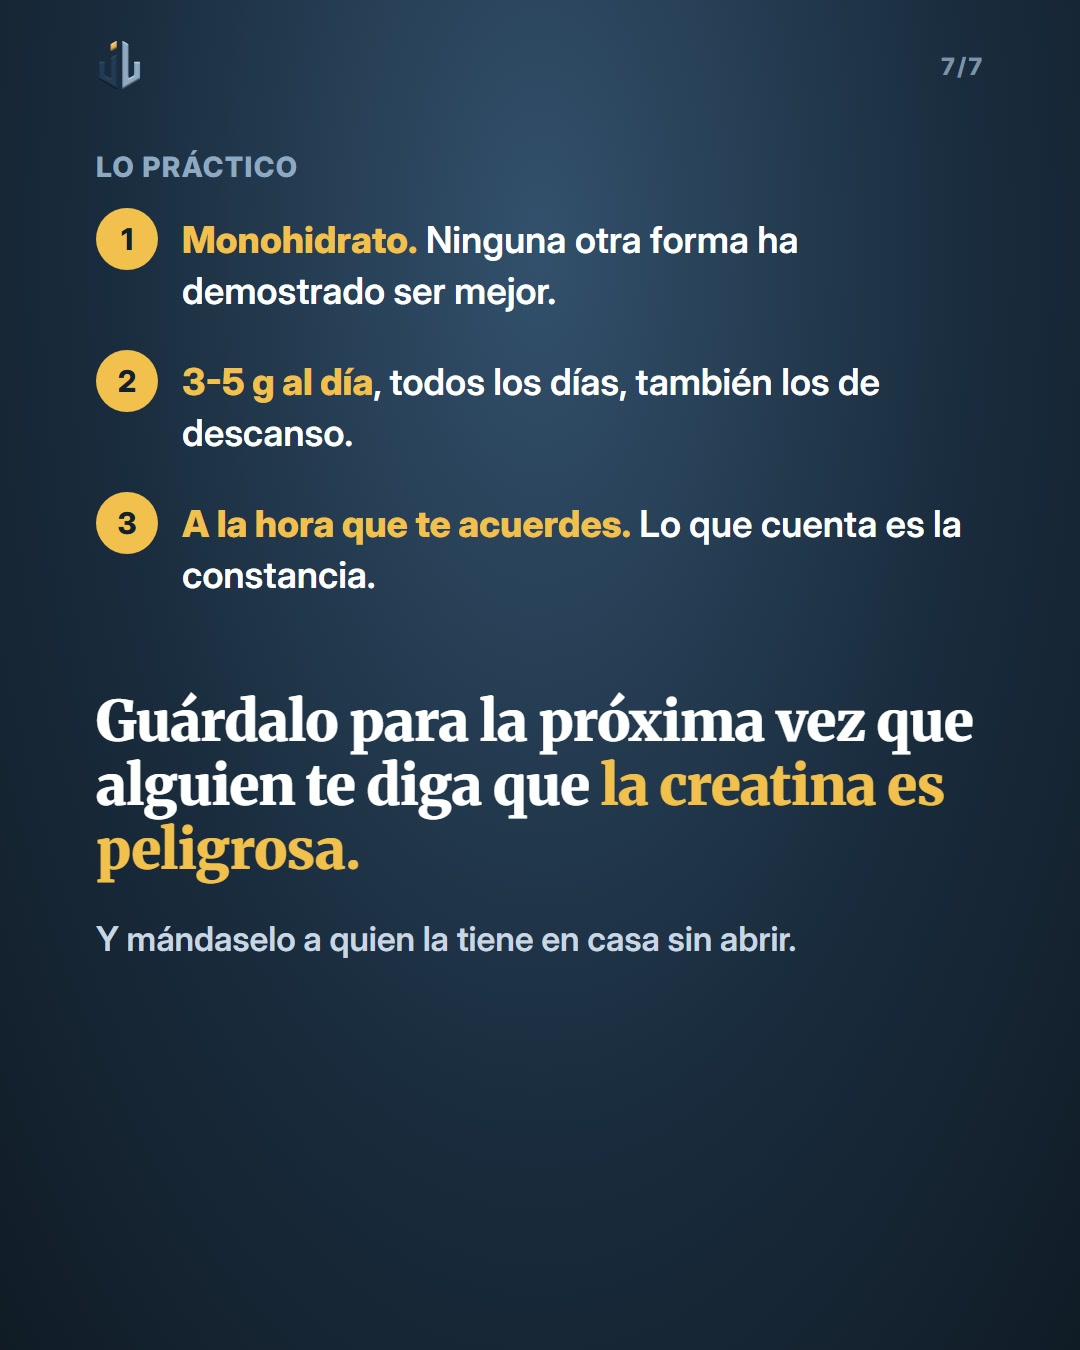 7/7
LO PRÁCTICO
1 Monohidrato. Ninguna otra forma ha
demostrado ser mejor.
2 3-5 g al día, todos los días, también los de
descanso.
3 A la hora que te acuerdes. Lo que cuenta es la
constancia.
Guárdalo para la próxima vez que
alguien te diga que la creatina es
peligrosa.
Y mándaselo a quien la tiene en casa sin abrir.